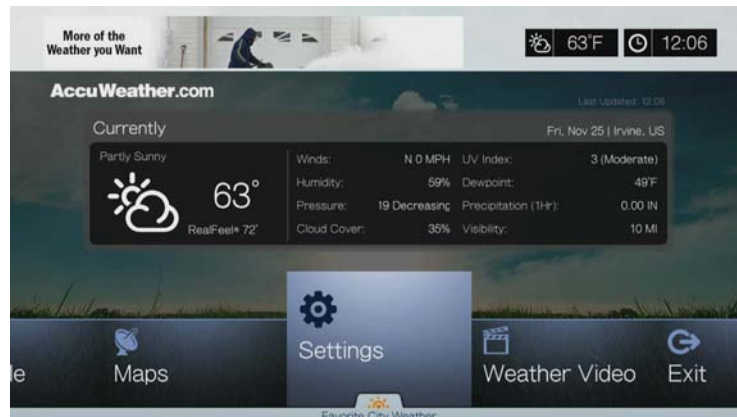 More of the
Weather you Want
63°F 12:06
AccuWeather.com
Last Updated: 12:06
Currently
Fri, Nov 25 | Irvine, US
Partly Sunny
63°
RealFeel® 72°
Winds: N 0 MPH UV Index: 3 (Moderate)
Humidity: 59% Dewpoint: 49°F
Pressure: 19 Decreasing Precipitation (1Hr): 0.00 IN
Cloud Cover: 35% Visibility: 10 MI
le Maps Settings Weather Video Exit
Favorite City Weather